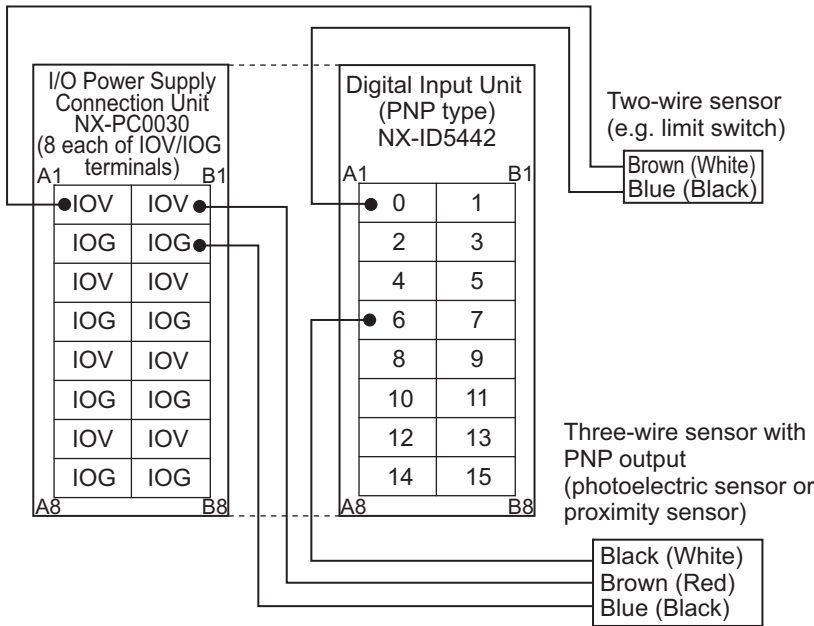 I/O Power Supply
Connection Unit
NX-PC0030
(8 each of IOV/IOG
terminals)
A1 B1
IOV IOV
IOG IOG
IOV IOV
IOG IOG
IOV IOV
IOG IOG
IOV IOV
IOG IOG
A8 B8
Digital Input Unit
(PNP type)
NX-ID5442
A1 B1
0 1
2 3
4 5
6 7
8 9
10 11
12 13
14 15
A8 B8
Two-wire sensor
(e.g. limit switch)
Brown (White)
Blue (Black)
Three-wire sensor with
PNP output
(photoelectric sensor or
proximity sensor)
Black (White)
Brown (Red)
Blue (Black)